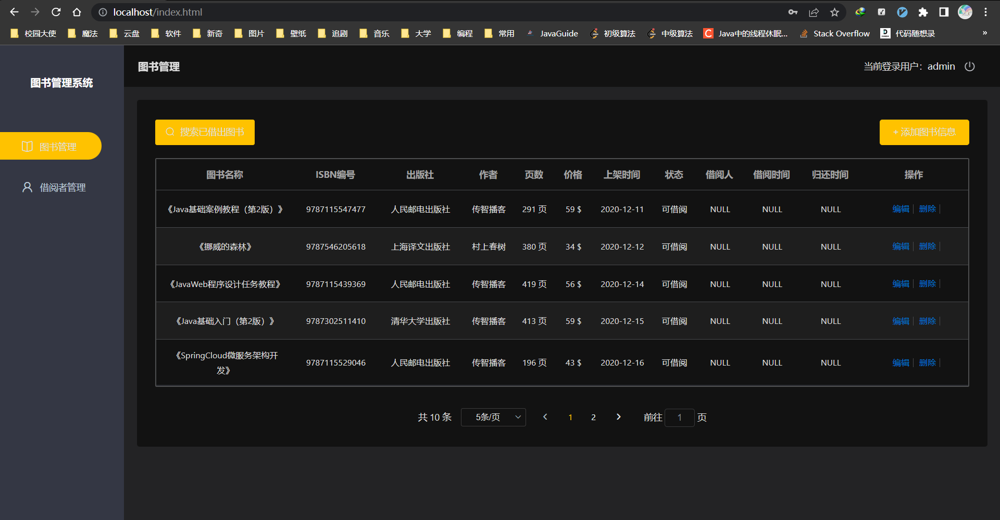 localhost/index.html
校园大使 魔法 云盘 软件 新奇 图片 壁纸 追剧 音乐 大学 编程 常用 JavaGuide 初级算法 中级算法 Java中的线程休眠... Stack Overflow 代码随想录 »
图书管理系统
图书管理
借阅者管理
图书管理 当前登录用户：admin
搜索已借出图书 + 添加图书信息
图书名称 ISBN编号 出版社 作者 页数 价格 上架时间 状态 借阅人 借阅时间 归还时间 操作
《Java基础案例教程（第2版）》 9787115547477 人民邮电出版社 传智播客 291 页 59 $ 2020-12-11 可借阅 NULL NULL NULL 编辑 删除
《挪威的森林》 9787546205618 上海译文出版社 村上春树 380 页 34 $ 2020-12-12 可借阅 NULL NULL NULL 编辑 删除
《JavaWeb程序设计任务教程》 9787115439369 人民邮电出版社 传智播客 419 页 56 $ 2020-12-14 可借阅 NULL NULL NULL 编辑 删除
《Java基础入门（第2版）》 9787302511410 清华大学出版社 传智播客 413 页 59 $ 2020-12-15 可借阅 NULL NULL NULL 编辑 删除
《SpringCloud微服务架构开
发》 9787115529046 人民邮电出版社 传智播客 196 页 43 $ 2020-12-16 可借阅 NULL NULL NULL 编辑 删除
共 10 条 5条/页 1 2 前往 1 页